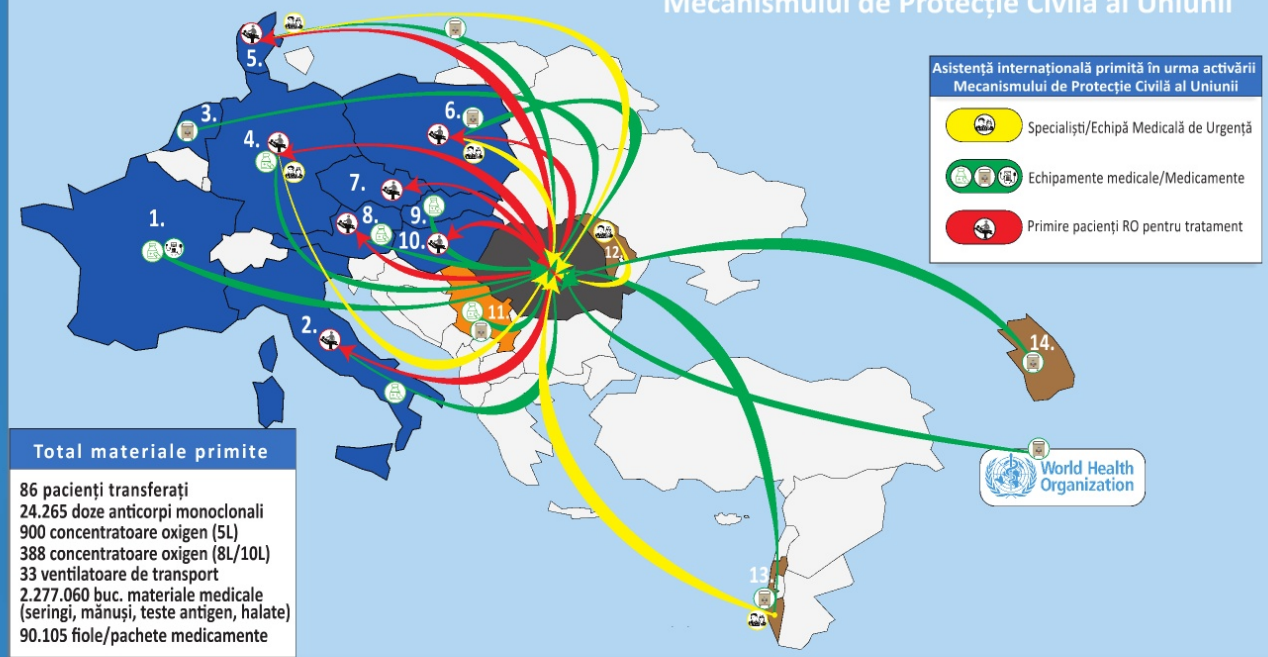 Mecanismului de Protecție Civilă al Uniunii
Asistență internațională primită în urma activării
Mecanismului de Protecție Civilă al Uniunii
Specialiști/Echipă Medicală de Urgență
Echipamente medicale/Medicamente
Primire pacienți RO pentru tratament
5.
3.
6.
4.
7.
1.
8.
9.
10.
12.
11.
2.
14.
13.
World Health
Organization
Total materiale primite
86 pacienți transferați
24.265 doze anticorpi monoclonali
900 concentratoare oxigen (5L)
388 concentratoare oxigen (8L/10L)
33 ventilatoare de transport
2.277.060 buc. materiale medicale
(seringi, mănuși, teste antigen, halate)
90.105 fiole/pachete medicamente